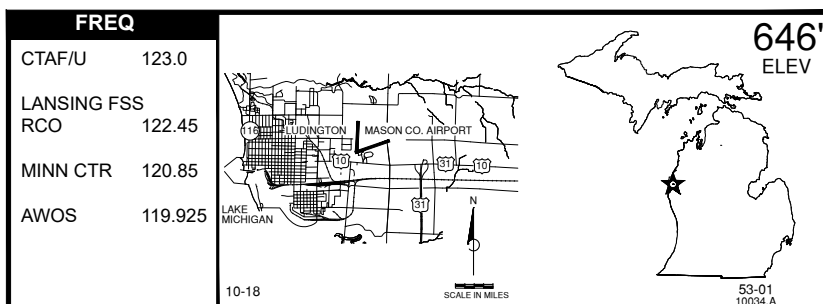 FREQ
CTAF/U 123.0
LANSING FSS
RCO 122.45
MINN CTR 120.85
AWOS 119.925
116
LUDINGTON
MASON CO. AIRPORT
10
31
10
31
LAKE
MICHIGAN
N
10-18
SCALE IN MILES
646'
ELEV
53-01
10034.A